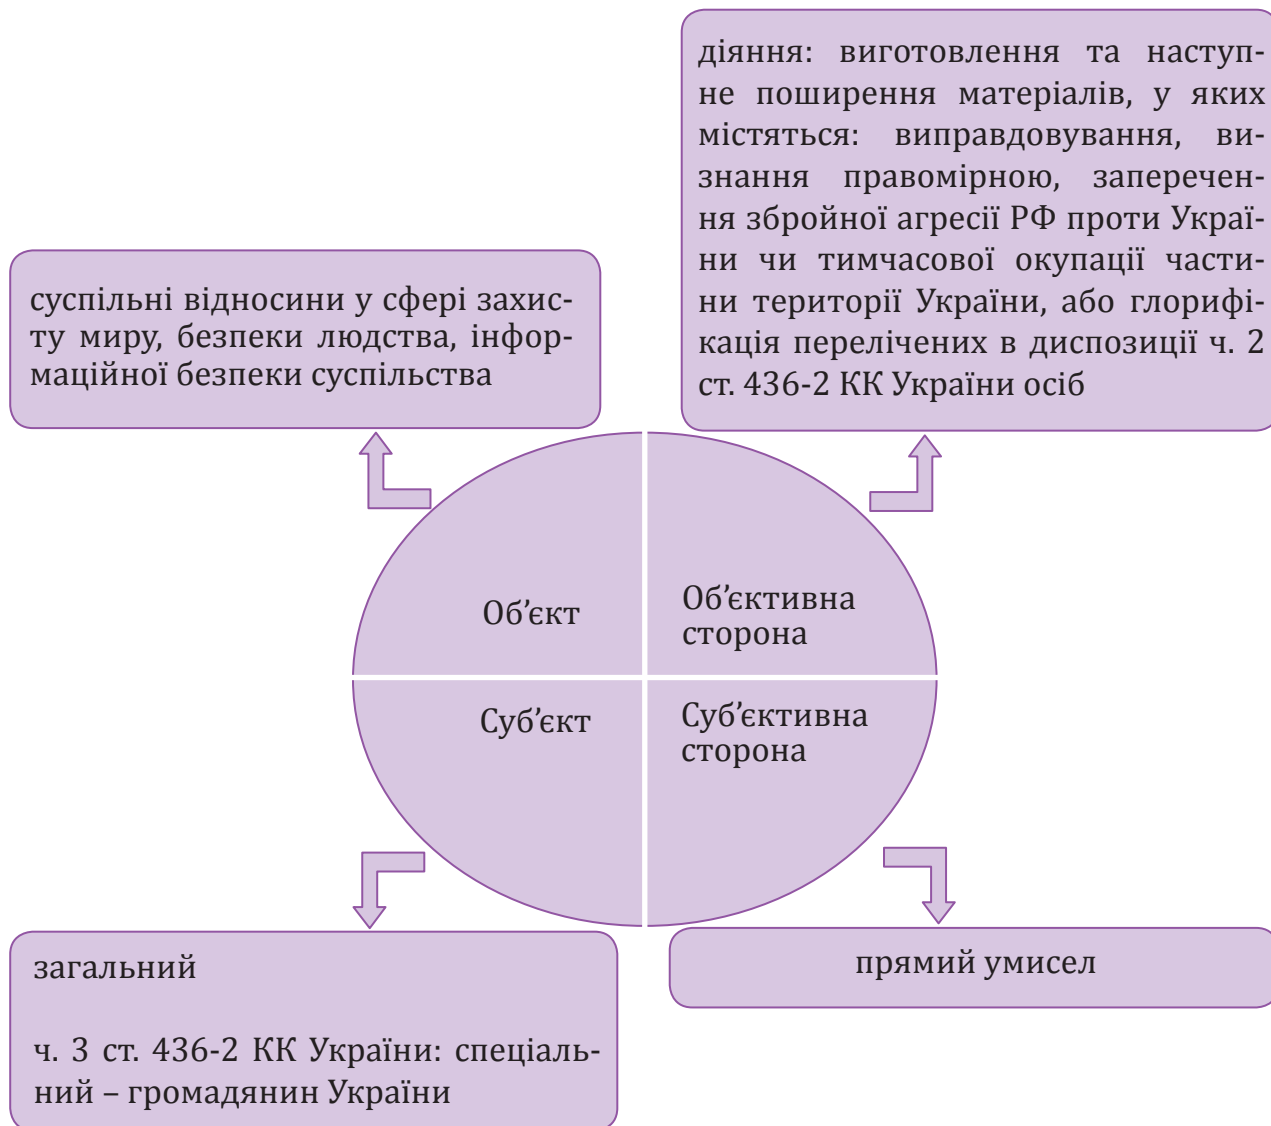 діяння: виготовлення та наступ-
не поширення матеріалів, у яких
містяться: виправдовування, ви-
знання правомірною, заперечен-
ня збройної агресії РФ проти Украї-
ни чи тимчасової окупації части-
ни території України, або глорифі-
кація перелічених в диспозиції ч. 2
ст. 436-2 КК України осіб
суспільні відносини у сфері захис-
ту миру, безпеки людства, інфор-
маційної безпеки суспільства
Об’єкт
Об’єктивна
сторона
Суб’єкт
Суб’єктивна
сторона
загальний
ч. 3 ст. 436-2 КК України: спеціаль-
ний – громадянин України
прямий умисел